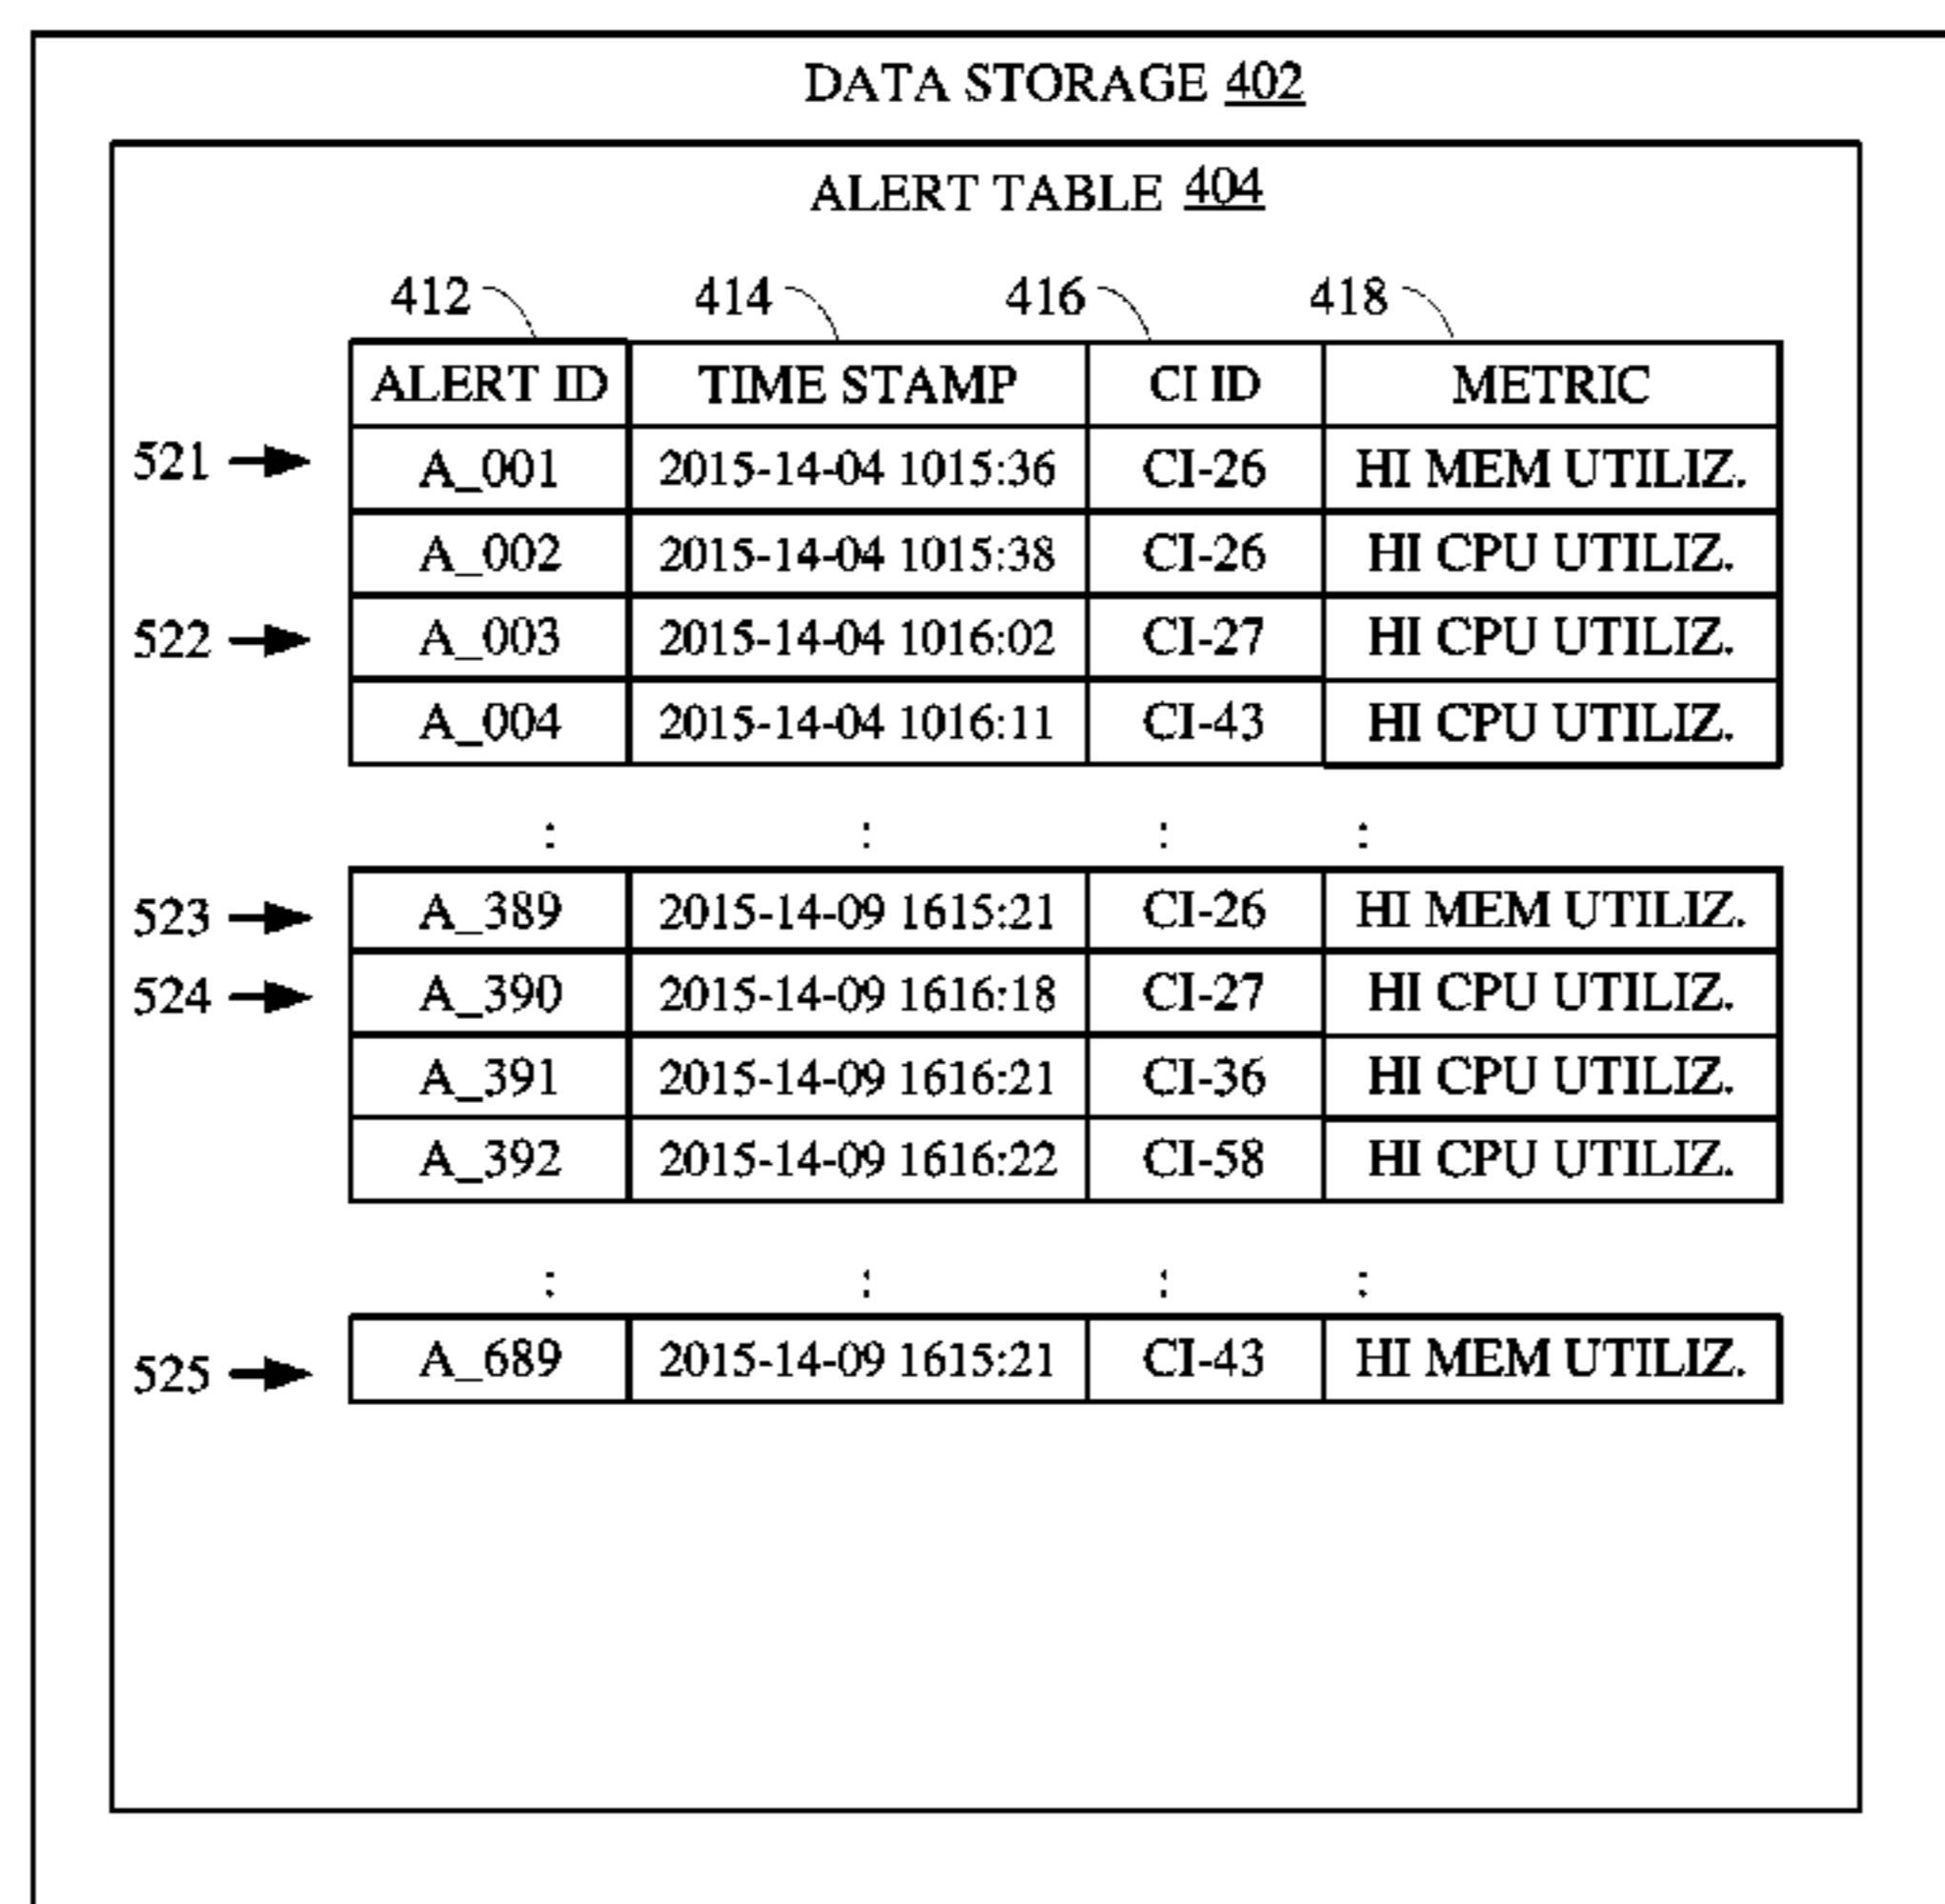 DATA STORAGE 402
ALERT TABLE 404
412 414 416 418
ALERT ID TIME STAMP CI ID METRIC
521 A_001 2015-14-04 1015:36 CI-26 HI MEM UTILIZ.
A_002 2015-14-04 1015:38 CI-26 HI CPU UTILIZ.
522 A_003 2015-14-04 1016:02 CI-27 HI CPU UTILIZ.
A_004 2015-14-04 1016:11 CI-43 HI CPU UTILIZ.
: : : :
523 A_389 2015-14-09 1615:21 CI-26 HI MEM UTILIZ.
524 A_390 2015-14-09 1616:18 CI-27 HI CPU UTILIZ.
A_391 2015-14-09 1616:21 CI-36 HI CPU UTILIZ.
A_392 2015-14-09 1616:22 CI-58 HI CPU UTILIZ.
: : : :
525 A_689 2015-14-09 1615:21 CI-43 HI MEM UTILIZ.